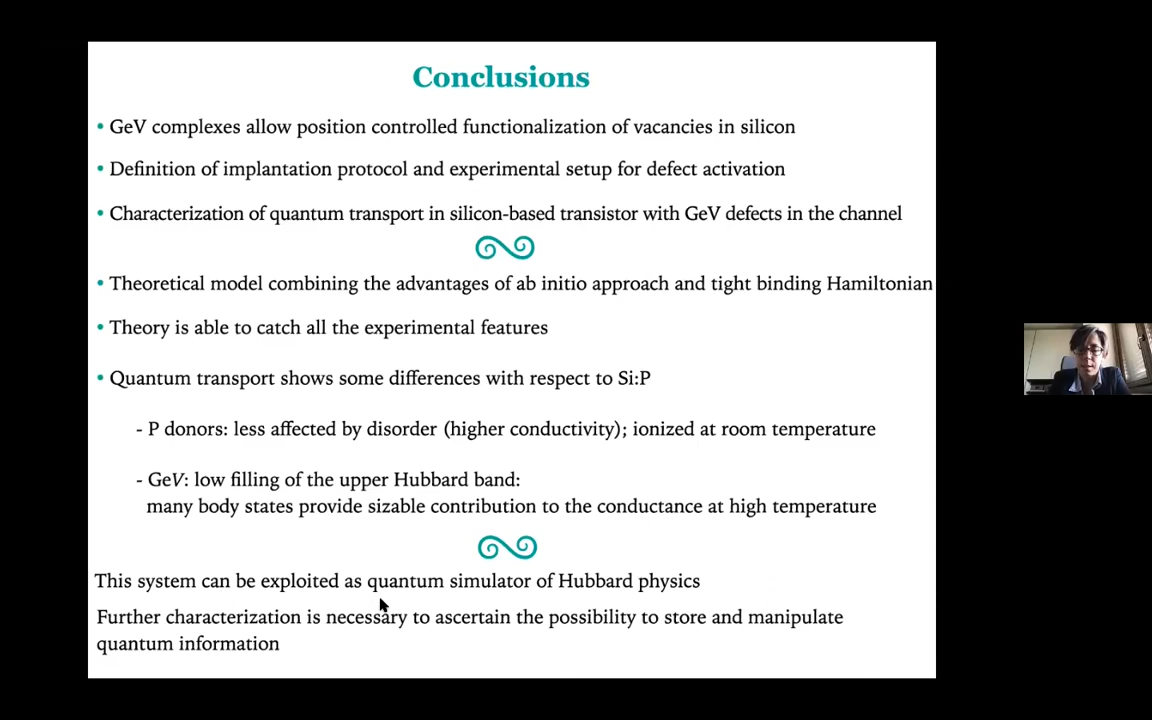 Conclusions
• GeV complexes allow position controlled functionalization of vacancies in silicon
• Definition of implantation protocol and experimental setup for defect activation
• Characterization of quantum transport in silicon-based transistor with GeV defects in the channel
• Theoretical model combining the advantages of ab initio approach and tight binding Hamiltonian
• Theory is able to catch all the experimental features
• Quantum transport shows some differences with respect to Si:P
- P donors: less affected by disorder (higher conductivity); ionized at room temperature
- GeV: low filling of the upper Hubbard band:
many body states provide sizable contribution to the conductance at high temperature
This system can be exploited as quantum simulator of Hubbard physics
Further characterization is necessary to ascertain the possibility to store and manipulate
quantum information